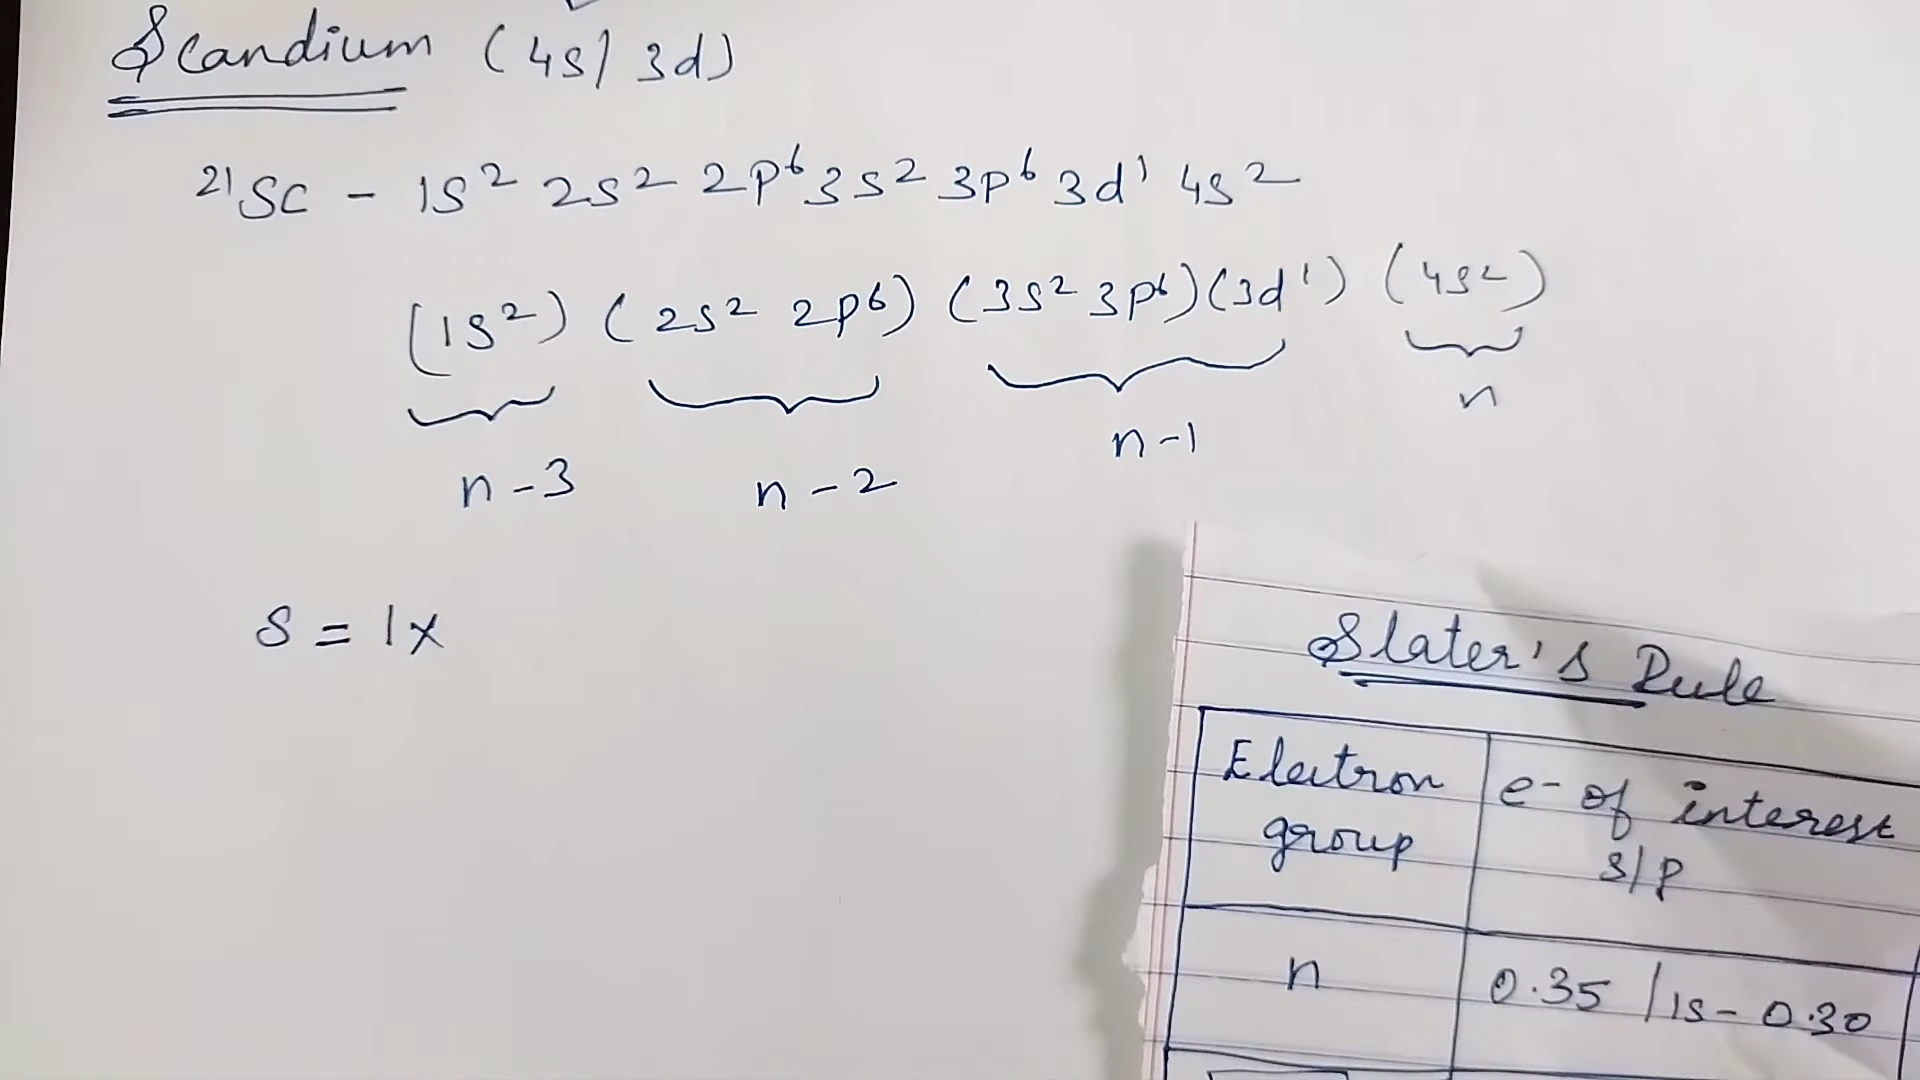 Scandium (4s/3d)
²¹Sc - 1s² 2s² 2p⁶ 3s² 3p⁶ 3d¹ 4s²
(1s²) (2s² 2p⁶) (3s² 3p⁶)(3d¹) (4s²)
n-3 n-2 n-1 n
S = 1x
Slater's Rule
Electron group
e- of interest s/p
n
0.35 / 1s - 0.30